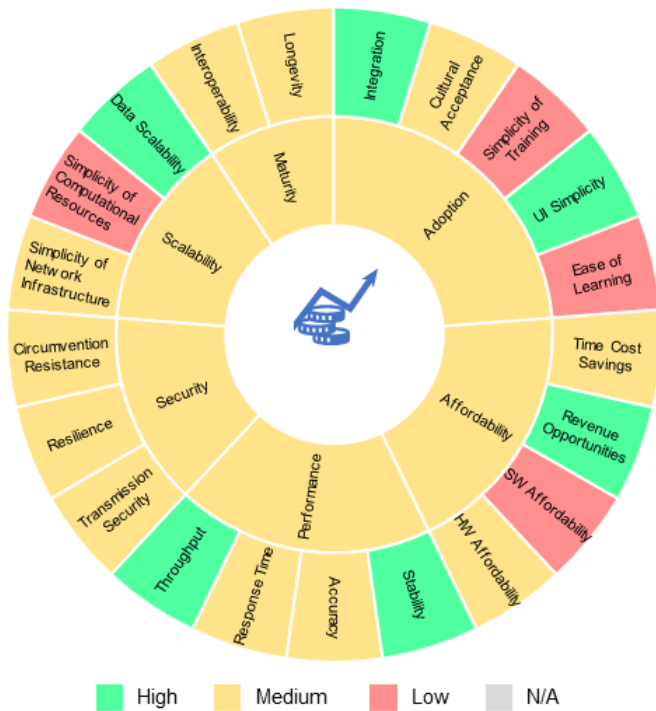 Integration
Cultural
Acceptance
Simplicity of
Training
UI Simplicity
Ease of
Learning
Time Cost
Savings
Revenue
Opportunities
SW Affordability
HW Affordability
Stability
Accuracy
Response Time
Throughput
Transmission
Security
Resilience
Circumvention
Resistance
Simplicity of
Network
Infrastructure
Simplicity of
Computational
Resources
Data Scalability
Interoperability
Longevity
Adoption
Affordability
Performance
Security
Scalability
Maturity
High
Medium
Low
N/A